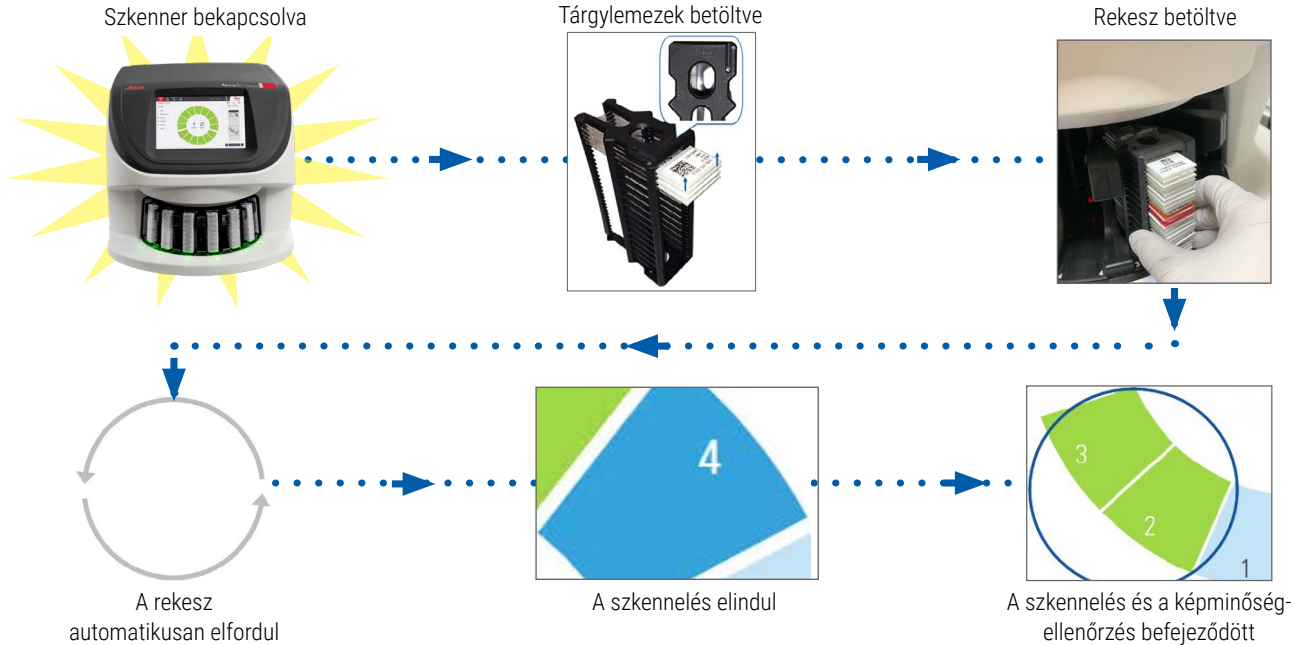 Szkenner bekapcsolva
Tárgylemezek betöltve
Rekesz betöltve
4
4
3
2
1
A rekesz
automatikusan elfordul
A szkennelés elindul
A szkennelés és a képminőség-
ellenőrzés befejeződött